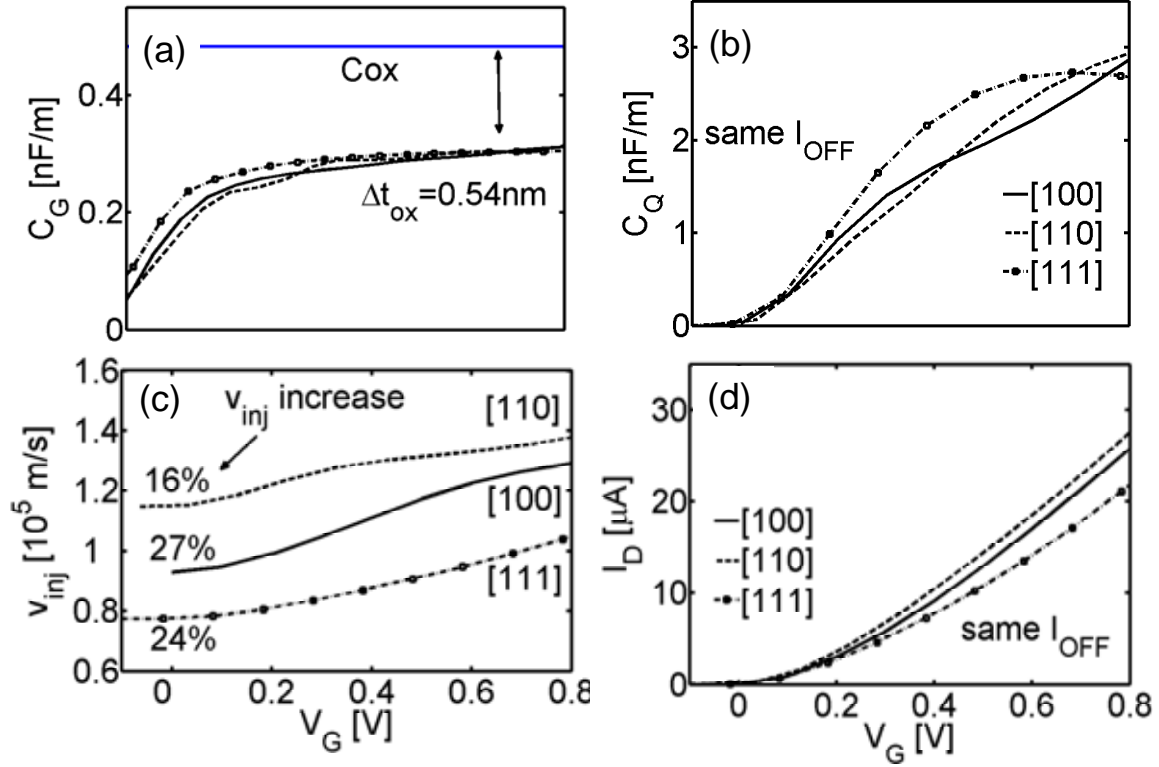 (a)
Cox
0.4
0.2
0
C_G [nF/m]
Δt_ox=0.54nm
(b)
3
2
1
0
C_Q [nF/m]
same I_OFF
[100]
[110]
[111]
(c)
1.6
1.4
1.2
1
0.8
0.6
v_inj [10^5 m/s]
v_inj increase
16%
27%
24%
[110]
[100]
[111]
0 0.2 0.4 0.6 0.8
V_G [V]
(d)
30
20
10
0
I_D [μA]
[100]
[110]
[111]
same I_OFF
0 0.2 0.4 0.6 0.8
V_G [V]